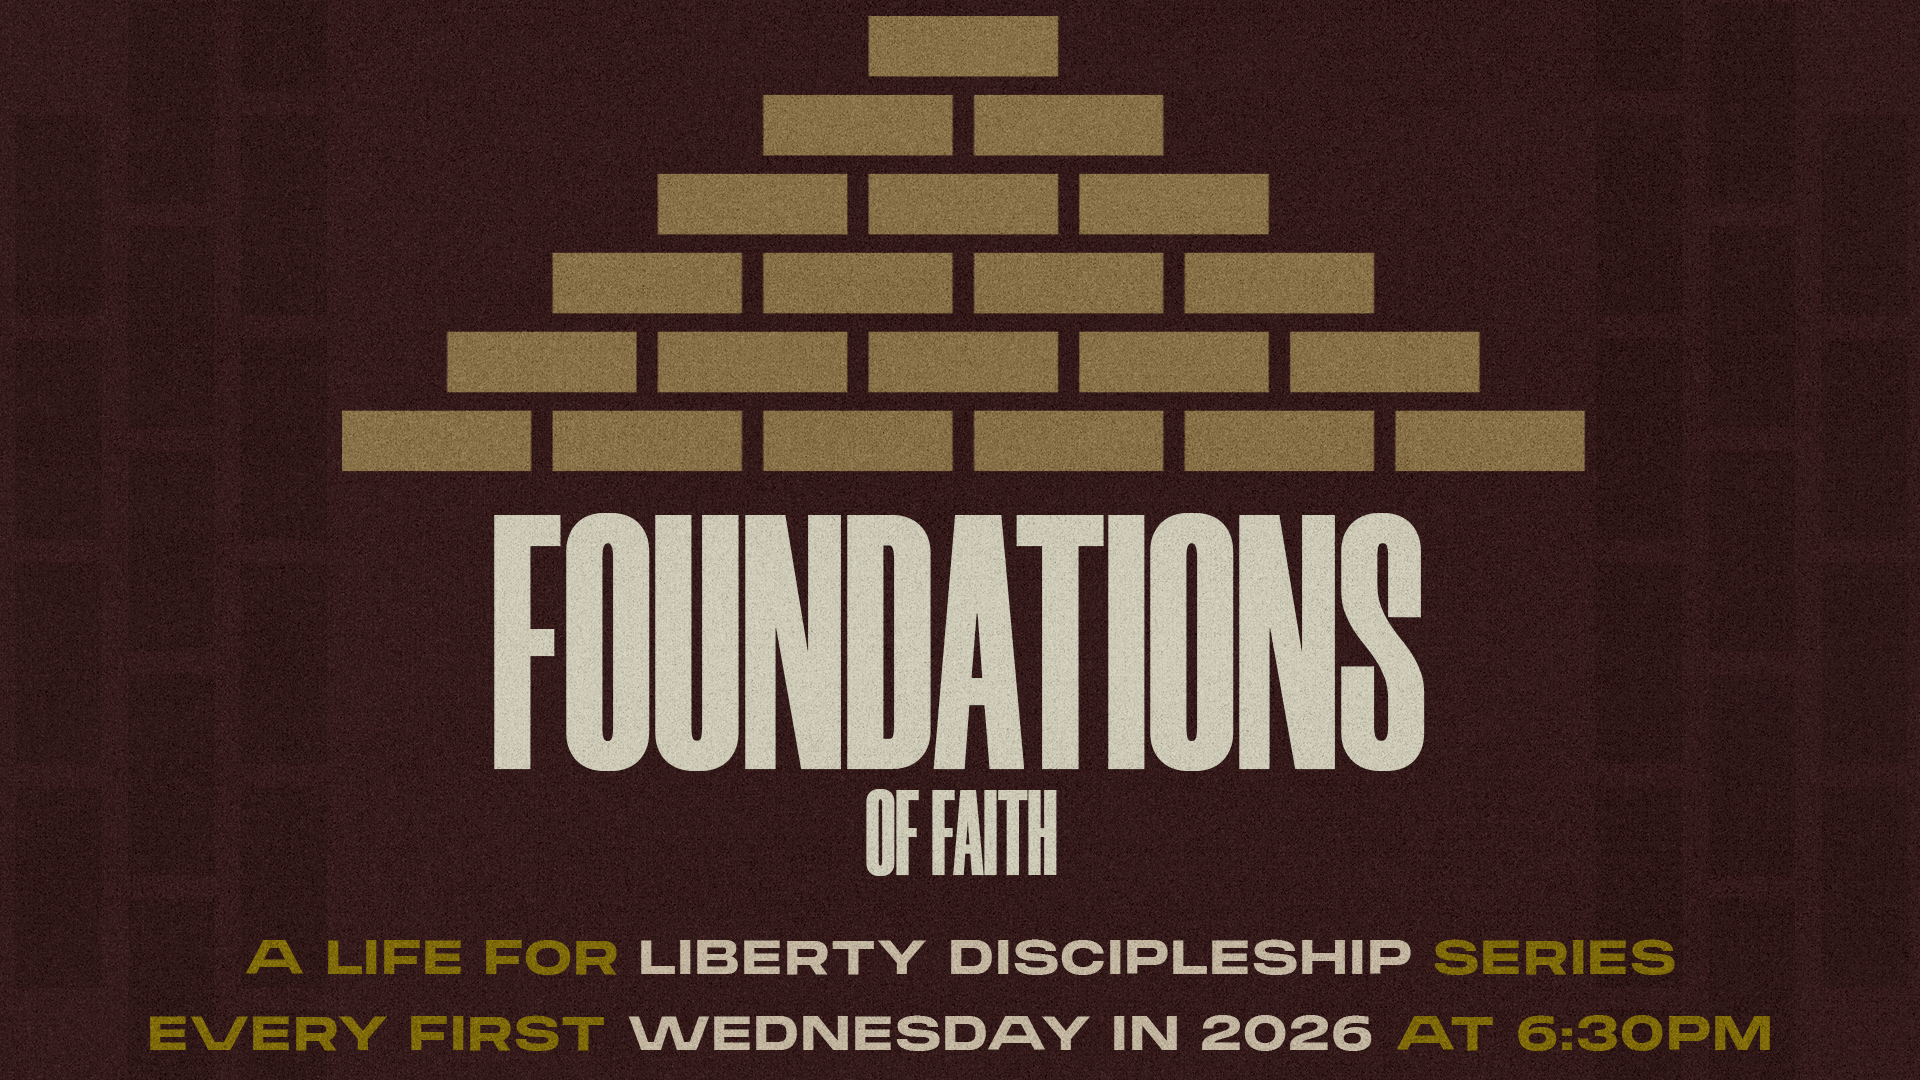 FOUNDATIONS
OF FAITH
A LIFE FOR LIBERTY DISCIPLESHIP SERIES
EVERY FIRST WEDNESDAY IN 2026 AT 6:30PM